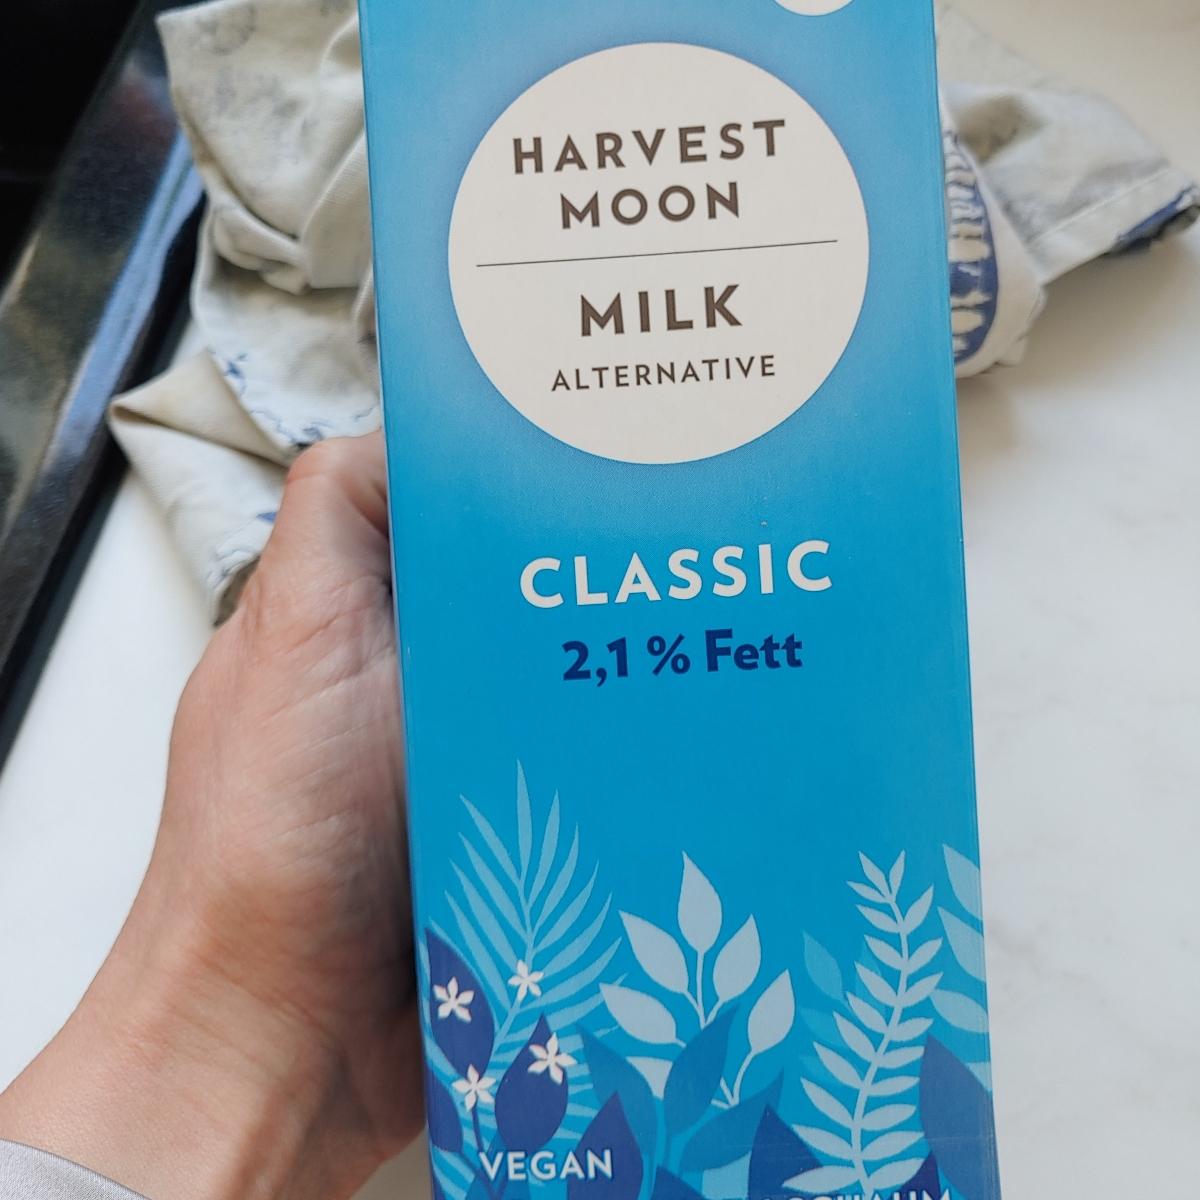 HARVEST
MOON
MILK
ALTERNATIVE
CLASSIC
2,1 % Fett
VEGAN